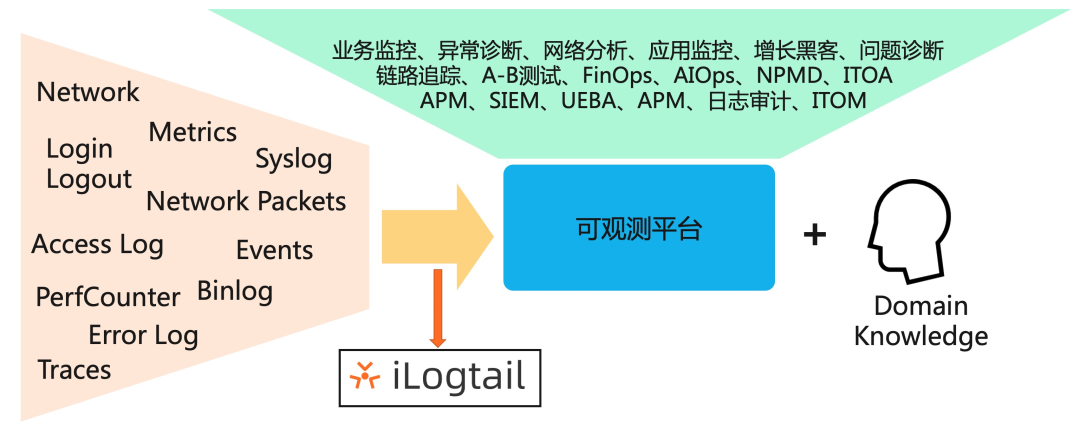 业务监控、异常诊断、网络分析、应用监控、增长黑客、问题诊断
链路追踪、A-B测试、FinOps、AIOps、NPMD、ITOA
APM、SIEM、UEBA、APM、日志审计、ITOM
Network
Metrics
Login
Logout
Syslog
Network Packets
Access Log
Events
PerfCounter
Binlog
Error Log
Traces
可观测平台
+
Domain
Knowledge
iLogtail